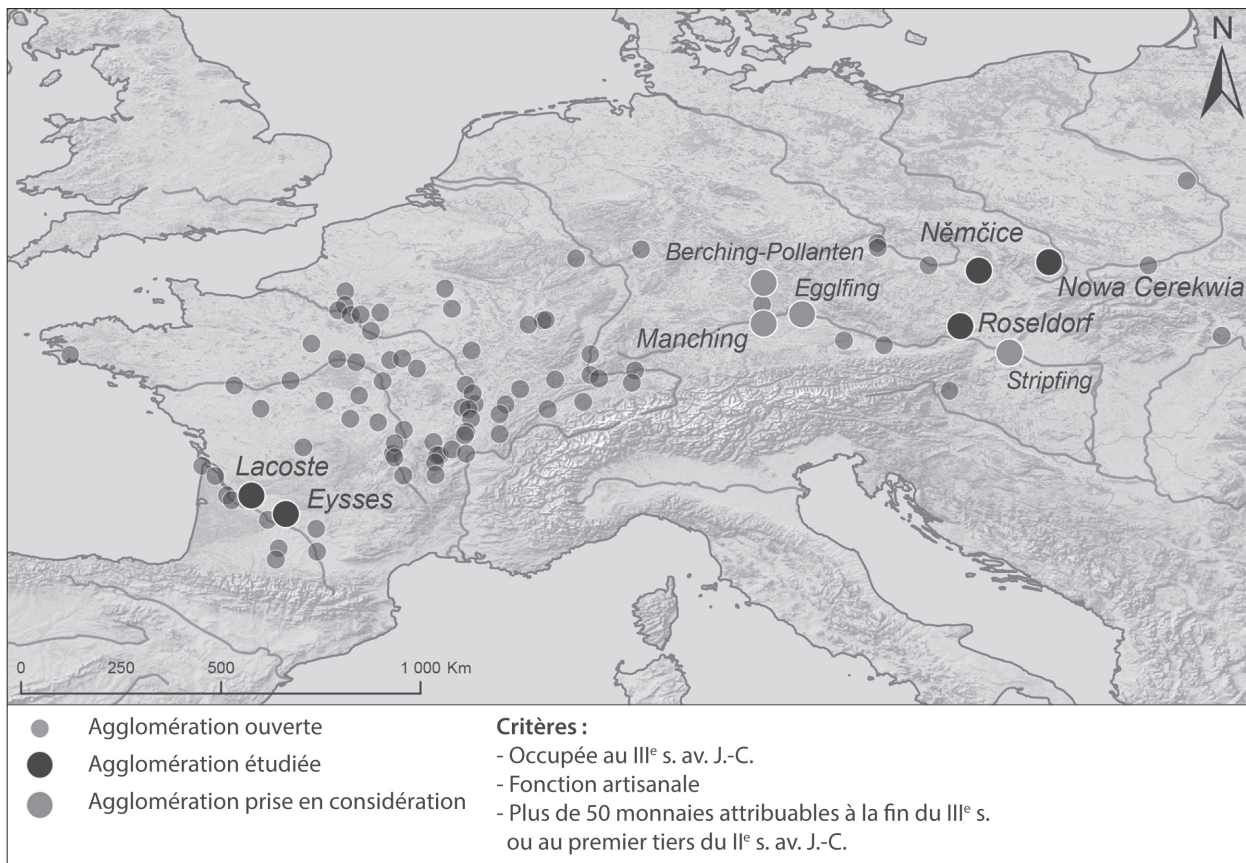 N
Němčice
Berching-Pollanten
Egglfing
Nowa Cerekwia
Manching
Roseldorf
Stripfing
Lacoste
Eysses
0 250 500 1 000 Km
Agglomération ouverte
Agglomération étudiée
Agglomération prise en considération
Critères :
- Occupée au IIIe s. av. J.-C.
- Fonction artisanale
- Plus de 50 monnaies attribuables à la fin du IIIe s.
ou au premier tiers du IIe s. av. J.-C.